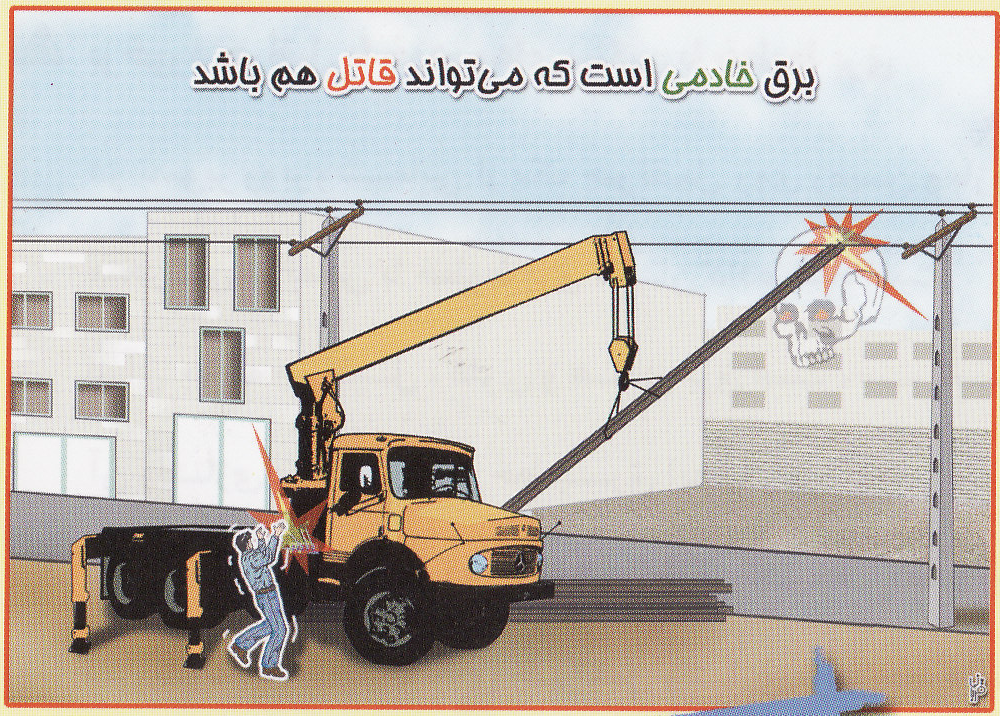 برق خادمی است که می‌تواند قاتل هم باشد